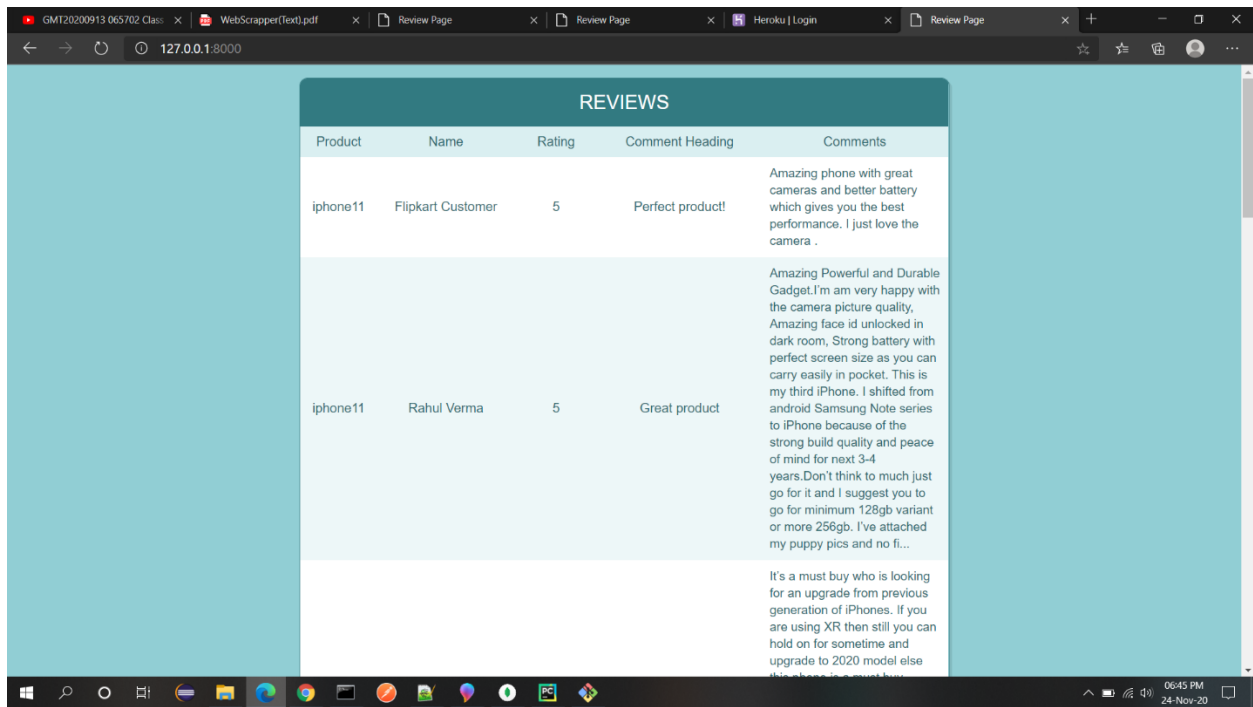 GMT20200913 065702 Class
WebScrapper(Text).pdf
Review Page
Review Page
Heroku | Login
Review Page
127.0.0.1:8000
REVIEWS
Product Name Rating Comment Heading Comments
iphone11 Flipkart Customer 5 Perfect product!
Amazing phone with great
cameras and better battery
which gives you the best
performance. I just love the
camera .
iphone11 Rahul Verma 5 Great product
Amazing Powerful and Durable
Gadget.I'm am very happy with
the camera picture quality,
Amazing face id unlocked in
dark room, Strong battery with
perfect screen size as you can
carry easily in pocket. This is
my third iPhone. I shifted from
android Samsung Note series
to iPhone because of the
strong build quality and peace
of mind for next 3-4
years.Don't think to much just
go for it and I suggest you to
go for minimum 128gb variant
or more 256gb. I've attached
my puppy pics and no fi...
It's a must buy who is looking
for an upgrade from previous
generation of iPhones. If you
are using XR then still you can
hold on for sometime and
upgrade to 2020 model else
this phone is a must buy
06:45 PM
24-Nov-20